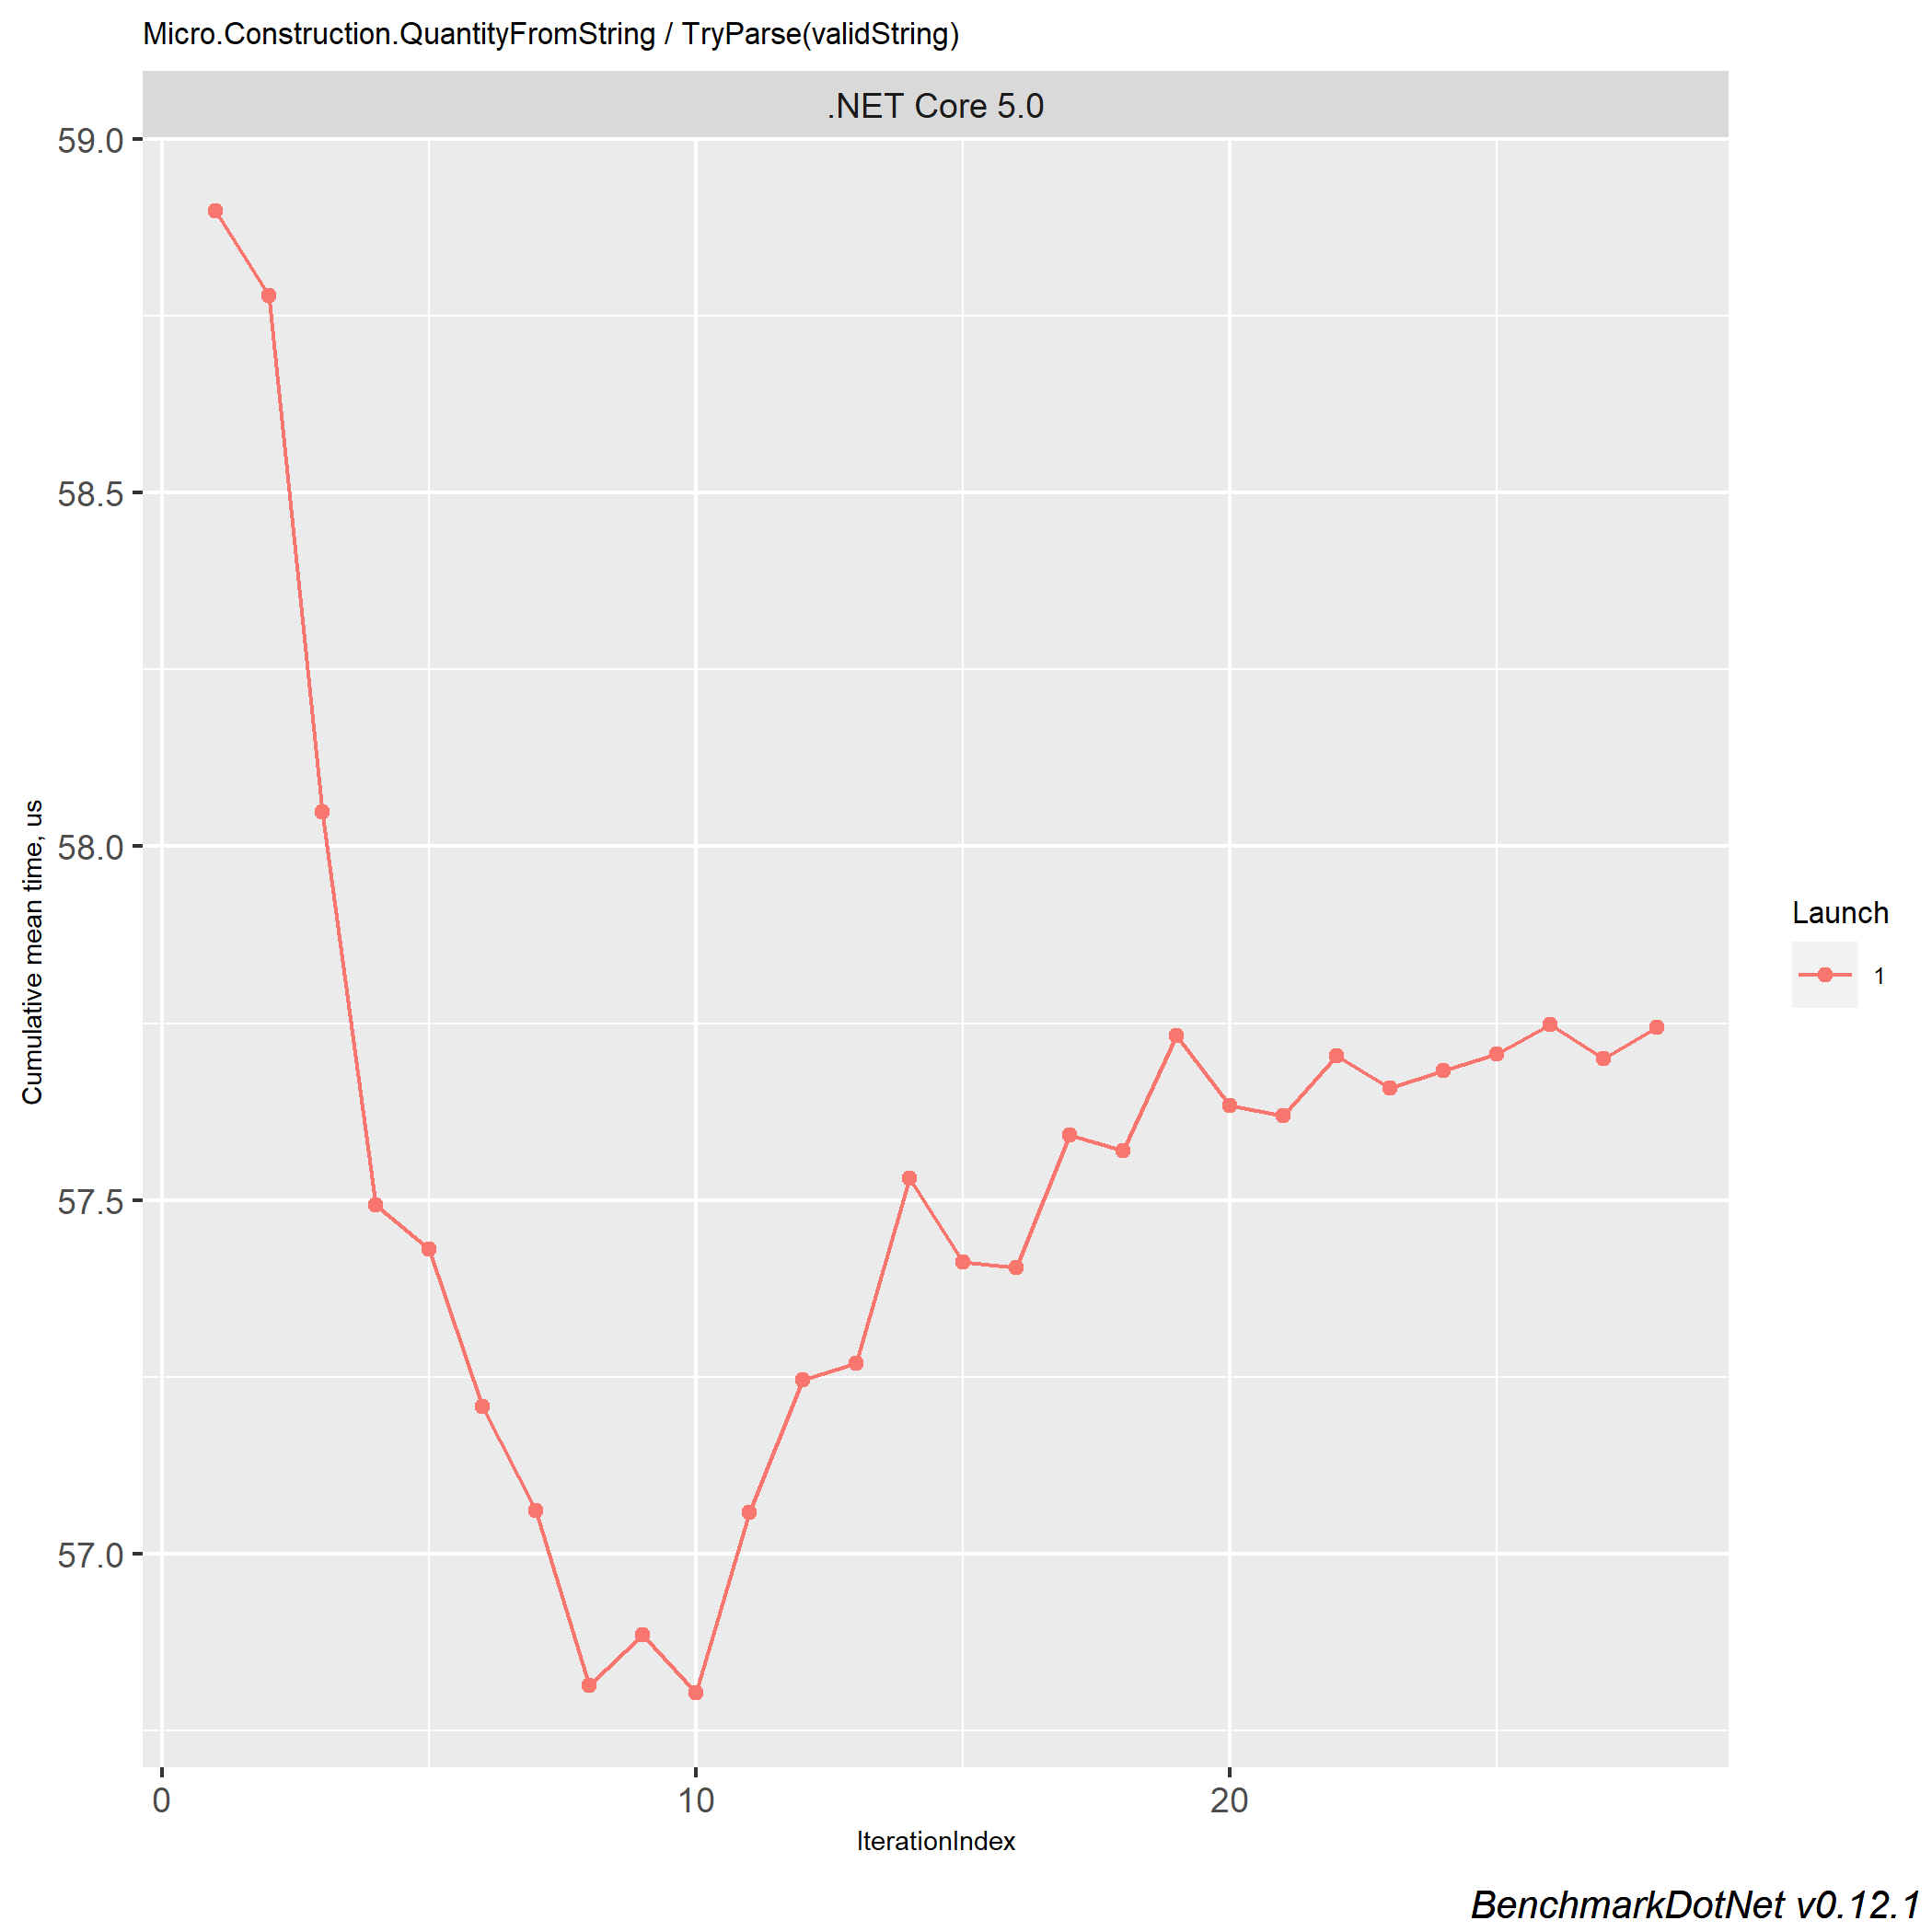 Micro.Construction.QuantityFromString / TryParse(validString)
.NET Core 5.0
59.0
58.5
58.0
57.5
57.0
Cumulative mean time, us
0 10 20
IterationIndex
Launch
1
BenchmarkDotNet v0.12.1